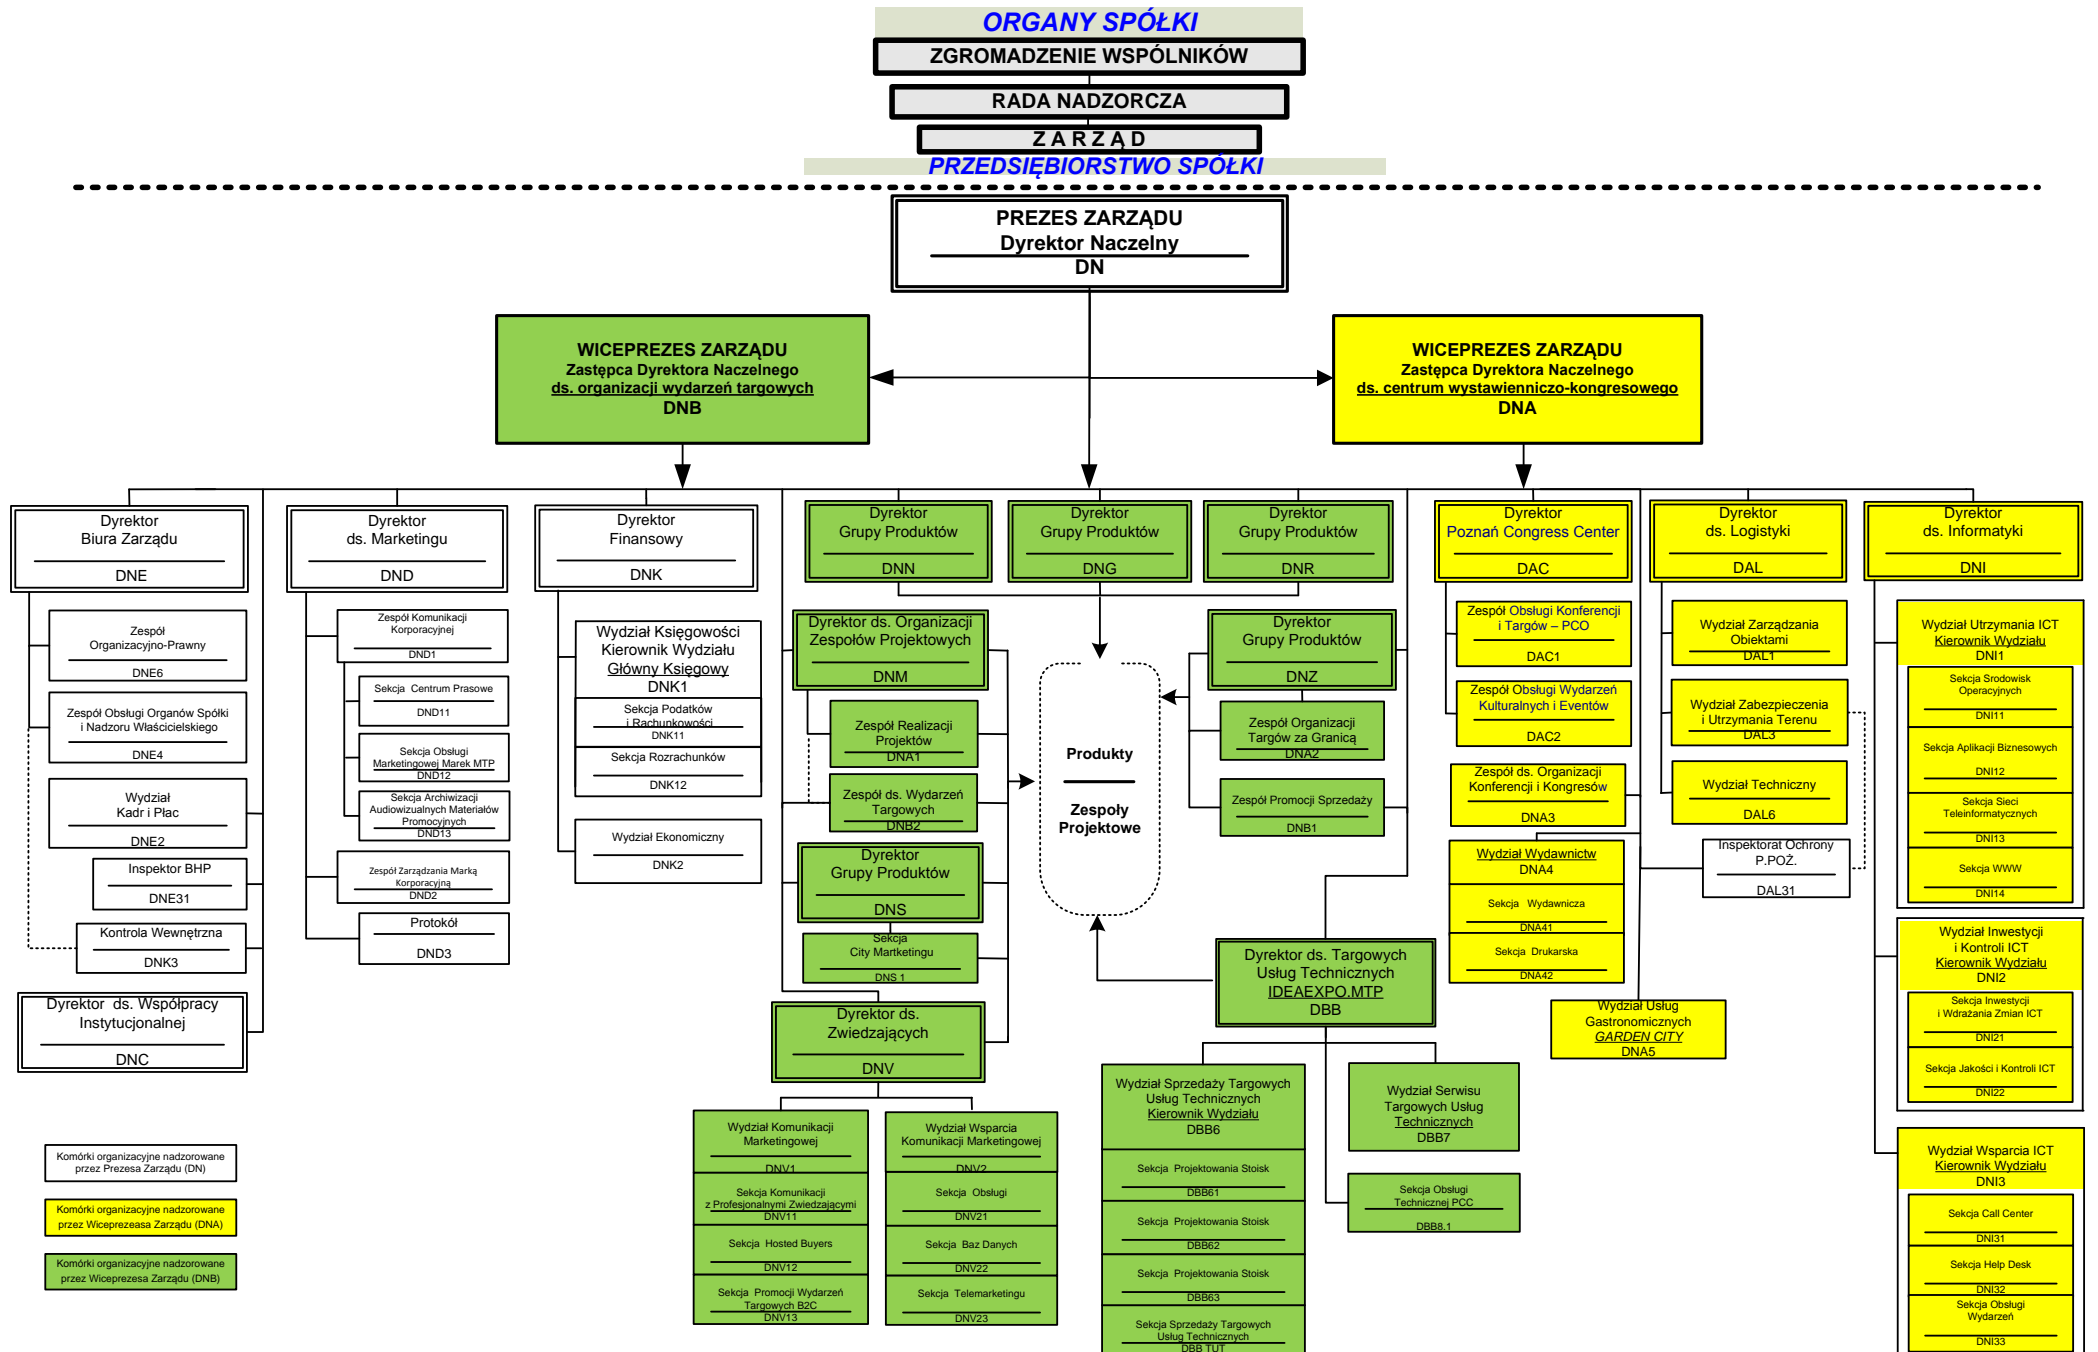 ORGANY SPÓŁKI
ZGROMADZENIE WSPÓLNIKÓW
RADA NADZORCZA
Z A R Z Ą D
PRZEDSIĘBIORSTWO SPÓŁKI
PREZES ZARZĄDU
Dyrektor Naczelny
DN
WICEPREZES ZARZĄDU
Zastępca Dyrektora Naczelnego
ds. organizacji wydarzeń targowych
DNB
WICEPREZES ZARZĄDU
Zastępca Dyrektora Naczelnego
ds. centrum wystawienniczo-kongresowego
DNA
Dyrektor
Biura Zarządu
DNE
Zespół
Organizacyjno-Prawny
DNE6
Zespół Obsługi Organów Spółki
i Nadzoru Właścicielskiego
DNE4
Wydział
Kadr i Płac
DNE2
Inspektor BHP
DNE31
Kontrola Wewnętrzna
DNK3
Dyrektor ds. Współpracy
Instytucjonalnej
DNC
Dyrektor
ds. Marketingu
DND
Zespół Komunikacji
Korporacyjnej
DND1
Sekcja Centrum Prasowe
DND11
Sekcja Obsługi
Marketingowej Marek MTP
DND12
Sekcja Archiwizacji
Audiowizualnych Materiałów
Promocyjnych
DND13
Zespół Zarządzania Marką
Korporacyjną
DND2
Protokół
DND3
Dyrektor
Finansowy
DNK
Wydział Księgowości
Kierownik Wydziału
Główny Księgowy
DNK1
Sekcja Podatków
i Rachunkowości
DNK11
Sekcja Rozrachunków
DNK12
Wydział Ekonomiczny
DNK2
Dyrektor
Grupy Produktów
DNN
Dyrektor
Grupy Produktów
DNG
Dyrektor
Grupy Produktów
DNR
Dyrektor ds. Organizacji
Zespołów Projektowych
DNM
Zespół Realizacji
Projektów
DNA1
Zespół ds. Wydarzeń
Targowych
DNB2
Dyrektor
Grupy Produktów
DNS
Sekcja
City Martketingu
DNS 1
Dyrektor ds.
Zwiedzających
DNV
Wydział Komunikacji
Marketingowej
DNV1
Sekcja Komunikacji
z Profesjonalnymi Zwiedzającymi
DNV11
Sekcja Hosted Buyers
DNV12
Sekcja Promocji Wydarzeń
Targowych B2C
DNV13
Wydział Wsparcia
Komunikacji Marketingowej
DNV2
Sekcja Obsługi
DNV21
Sekcja Baz Danych
DNV22
Sekcja Telemarketingu
DNV23
Produkty
Zespoły
Projektowe
Dyrektor
Grupy Produktów
DNZ
Zespół Organizacji
Targów za Granicą
DNA2
Zespół Promocji Sprzedaży
DNB1
Dyrektor ds. Targowych
Usług Technicznych
IDEAEXPO.MTP
DBB
Wydział Sprzedaży Targowych
Usług Technicznych
Kierownik Wydziału
DBB6
Sekcja Projektowania Stoisk
DBB61
Sekcja Projektowania Stoisk
DBB62
Sekcja Projektowania Stoisk
DBB63
Sekcja Sprzedaży Targowych
Usług Technicznych
DBB TUT
Wydział Serwisu
Targowych Usług
Technicznych
DBB7
Sekcja Obsługi
Technicznej PCC
DBB8.1
Dyrektor
Poznań Congress Center
DAC
Zespół Obsługi Konferencji
i Targów – PCO
DAC1
Zespół Obsługi Wydarzeń
Kulturalnych i Eventów
DAC2
Zespół ds. Organizacji
Konferencji i Kongresów
DNA3
Wydział Wydawnictw
DNA4
Sekcja Wydawnicza
DNA41
Sekcja Drukarska
DNA42
Wydział Usług
Gastronomicznych
GARDEN CITY
DNA5
Dyrektor
ds. Logistyki
DAL
Wydział Zarządzania
Obiektami
DAL1
Wydział Zabezpieczenia
i Utrzymania Terenu
DAL3
Wydział Techniczny
DAL6
Inspektorat Ochrony
P.POŻ.
DAL31
Dyrektor
ds. Informatyki
DNI
Wydział Utrzymania ICT
Kierownik Wydziału
DNI1
Sekcja Srodowisk
Operacyjnych
DNI11
Sekcja Aplikacji Biznesowych
DNI12
Sekcja Sieci
Teleinformatycznych
DNI13
Sekcja WWW
DNI14
Wydział Inwestycji
i Kontroli ICT
Kierownik Wydziału
DNI2
Sekcja Inwestycji
i Wdrażania Zmian ICT
DNI21
Sekcja Jakości i Kontroli ICT
DNI22
Wydział Wsparcia ICT
Kierownik Wydziału
DNI3
Sekcja Call Center
DNI31
Sekcja Help Desk
DNI32
Sekcja Obsługi
Wydarzeń
DNI33
Komórki organizacyjne nadzorowane
przez Prezesa Zarządu (DN)
Komórki organizacyjne nadzorowane
przez Wiceprezeasa Zarządu (DNA)
Komórki organizacyjne nadzorowane
przez Wiceprezesa Zarządu (DNB)